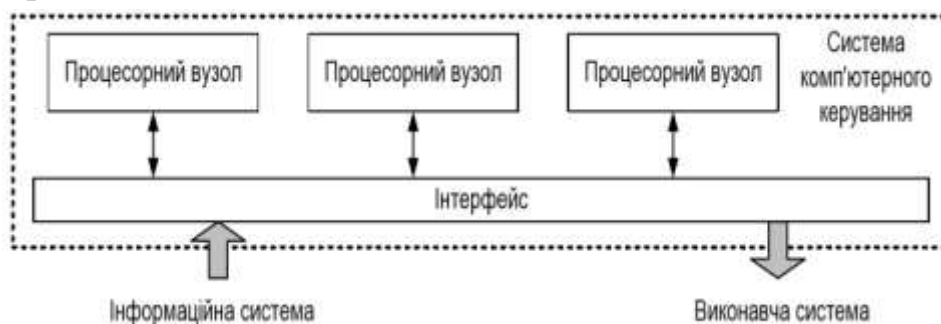 Процесорний вузол
Процесорний вузол
Процесорний вузол
Система
комп'ютерного
керування
Інтерфейс
Інформаційна система
Виконавча система